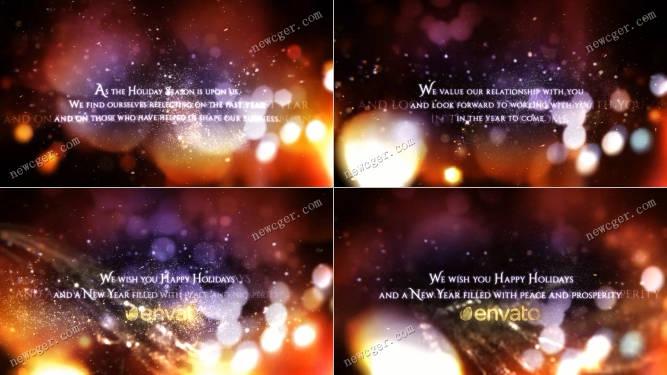 newcger.com
As the Holiday Season is upon us,
We find ourselves reflecting on the past year
and on those who have helped to shape our business.
newcger.com
newcger.com
We value our relationship with you
and look forward to working with you
in the year to come
newcger.com
newcger.com
We wish you Happy Holidays
and a New Year filled with peace and prosperity
envato
newcger.com
newcger.com
We wish you Happy Holidays
and a New Year filled with peace and prosperity
envato
newcger.com